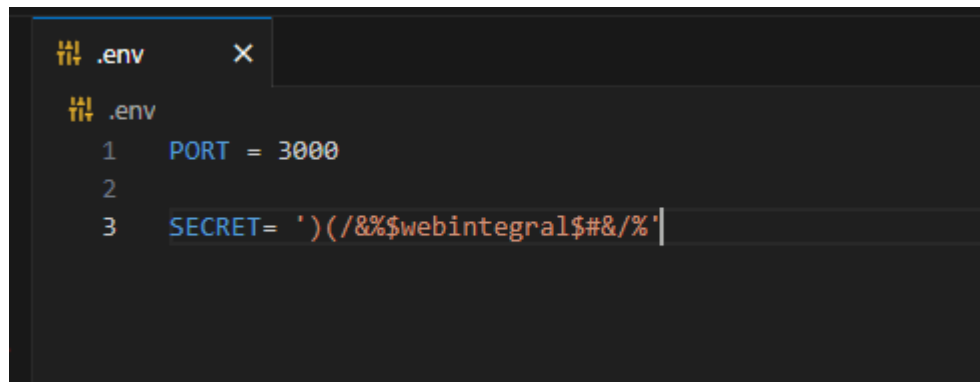 .env
.env
1 PORT = 3000
2
3 SECRET= ')(/&%$webintegral$#&/%'